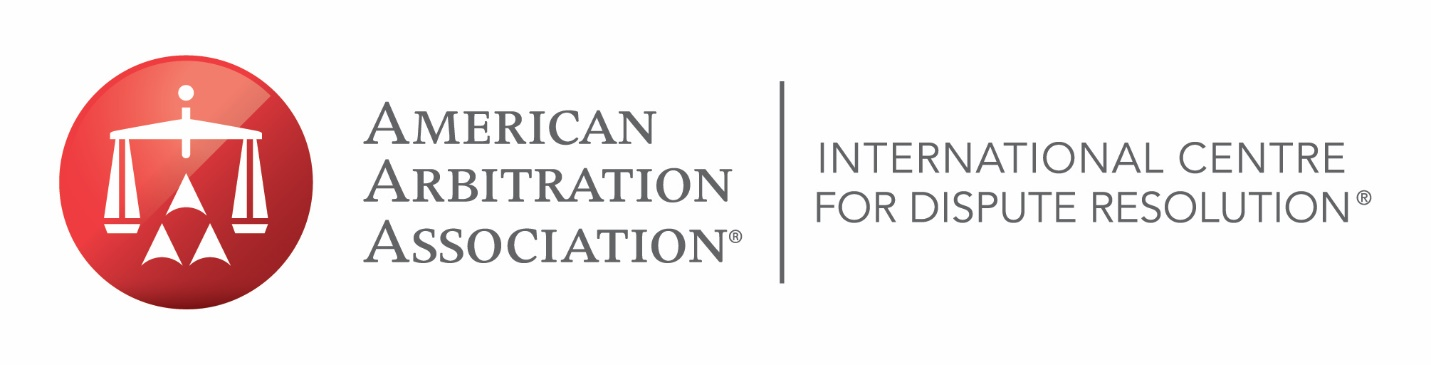 AMERICAN
ARBITRATION
ASSOCIATION®
INTERNATIONAL CENTRE
FOR DISPUTE RESOLUTION®